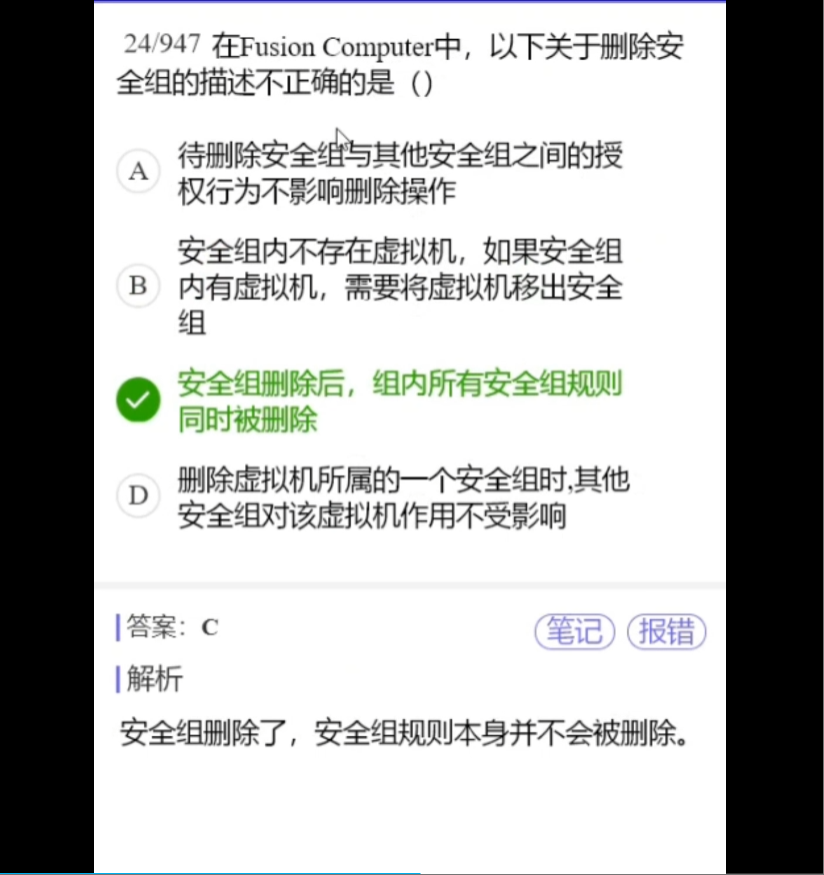 24/947 在Fusion Computer中，以下关于删除安
全组的描述不正确的是（）
A 待删除安全组与其他安全组之间的授
权行为不影响删除操作
安全组内不存在虚拟机，如果安全组
B 内有虚拟机，需要将虚拟机移出安全
组
安全组删除后，组内所有安全组规则
同时被删除
D 删除虚拟机所属的一个安全组时,其他
安全组对该虚拟机作用不受影响
答案：C
笔记 报错
解析
安全组删除了，安全组规则本身并不会被删除。